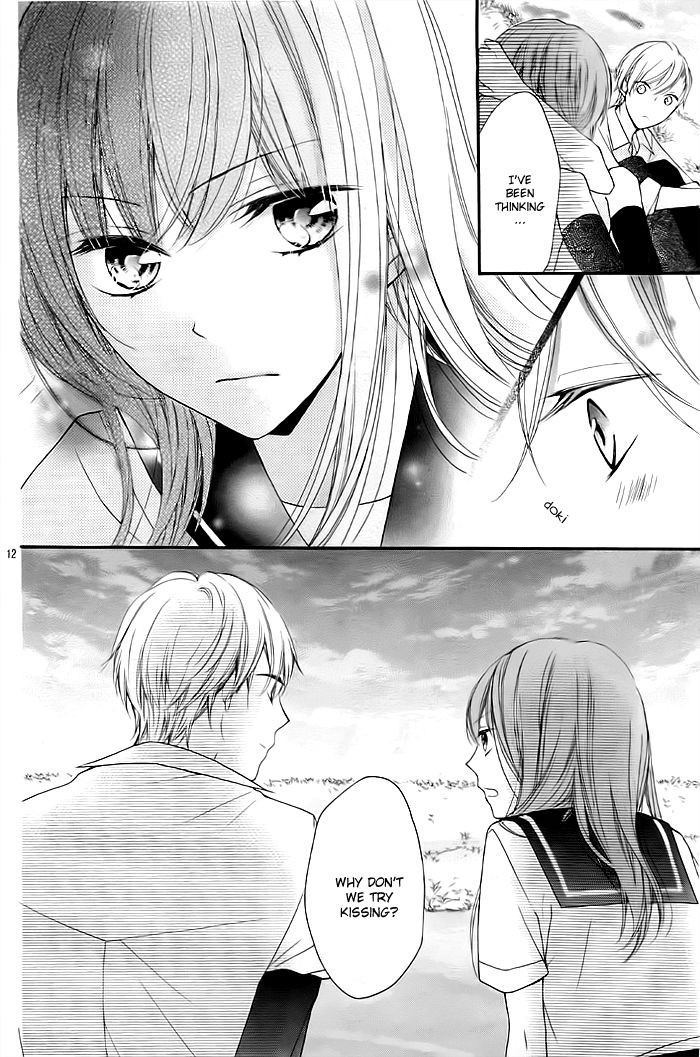 I'VE
BEEN
THINKING
...
doki
12
WHY DON'T
WE TRY
KISSING?